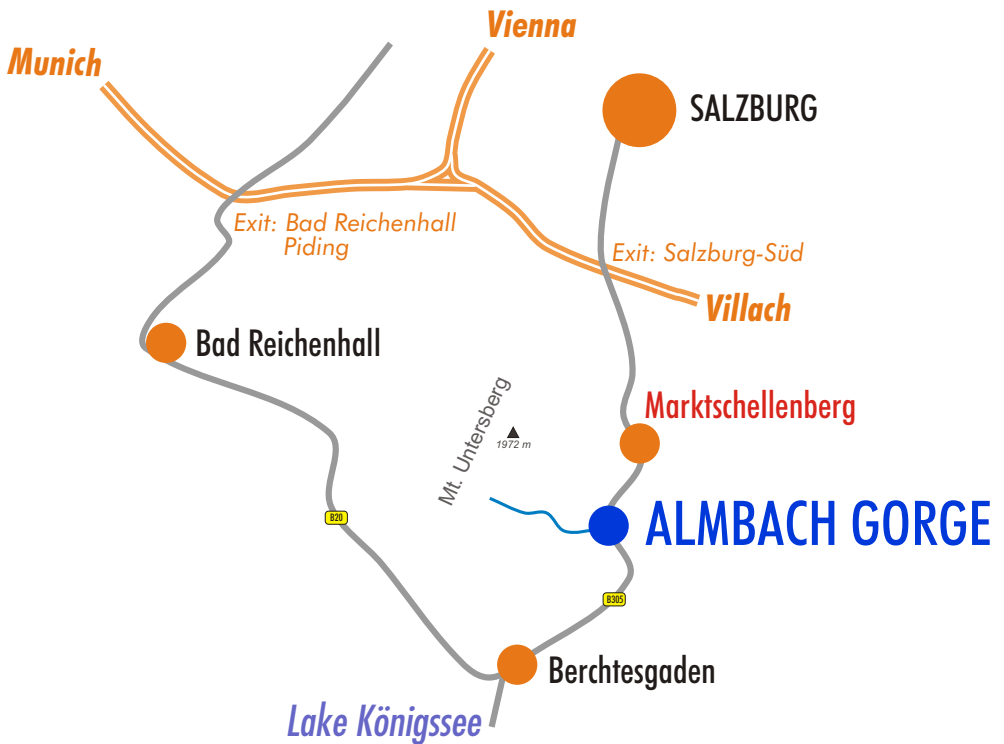 Vienna
Munich
SALZBURG
Exit: Bad Reichenhall
Piding
Exit: Salzburg-Süd
Villach
Bad Reichenhall
Marktschellenberg
Mt. Untersberg
1972 m
ALMBACH GORGE
B20
B305
Berchtesgaden
Lake Königssee